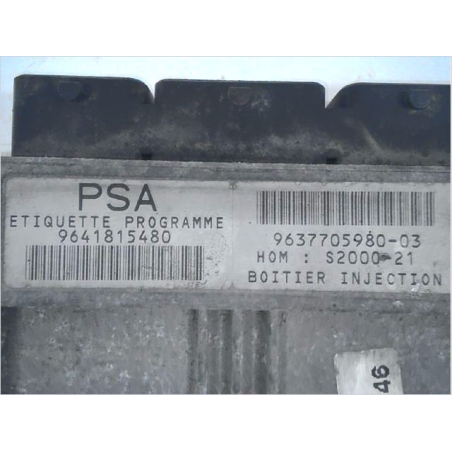 PSA
ETIQUETTE PROGRAMME
9641815480
9637705980-03
HOM : S2000-21
BOITIER INJECTION
46